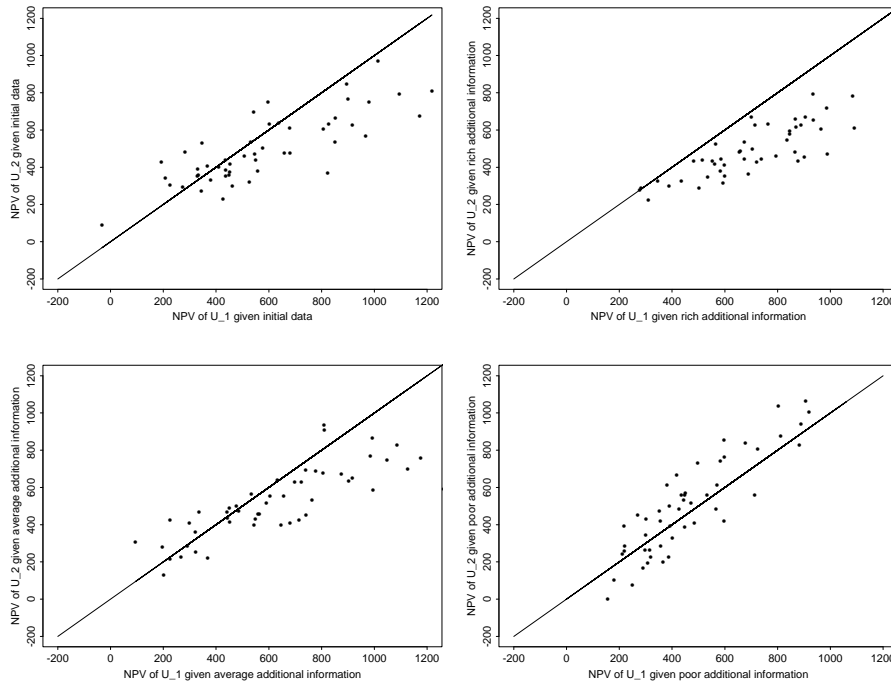 NPV of U_2 given initial data
1200
1000
800
600
400
200
0
200
-200 0 200 400 600 800 1000 1200
NPV of U_1 given initial data
NPV of U_2 given rich additional information
1200
1000
800
600
400
200
0
200
-200 0 200 400 600 800 1000 1200
NPV of U_1 given rich additional information
NPV of U_2 given average additional information
1200
1000
800
600
400
200
0
200
-200 0 200 400 600 800 1000 1200
NPV of U_1 given average additional information
NPV of U_2 given poor additional information
1200
1000
800
600
400
200
0
200
-200 0 200 400 600 800 1000 1200
NPV of U_1 given poor additional information